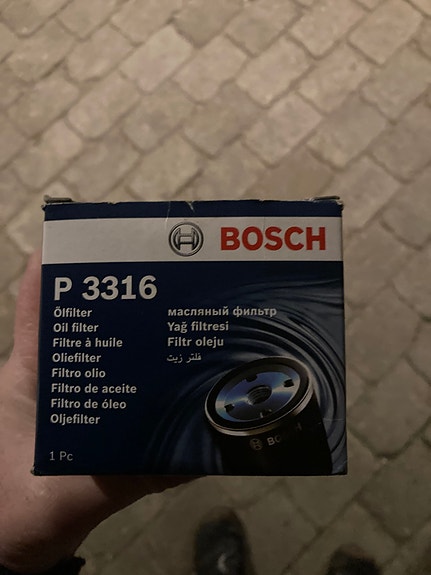 BOSCH
P 3316
Ölfilter
Oil filter
Filtre à huile
Oliefilter
Filtro olio
Filtro de aceite
Filtro de óleo
Oljefilter
масляный фильтр
Yağ filtresi
Filtr oleju
فلتر زيت
BOSCH
1 Pc